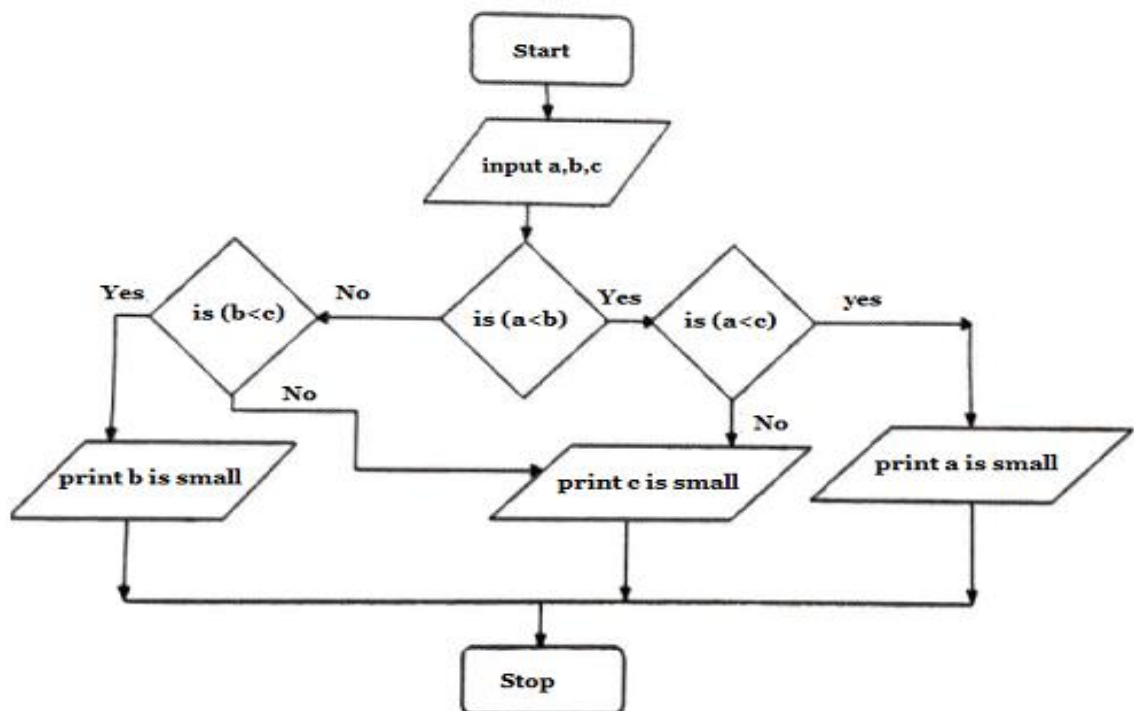 Start
input a,b,c
Yes
is (b<c)
No
is (a<b)
Yes
is (a<c)
yes
No
No
print b is small
print c is small
print a is small
Stop